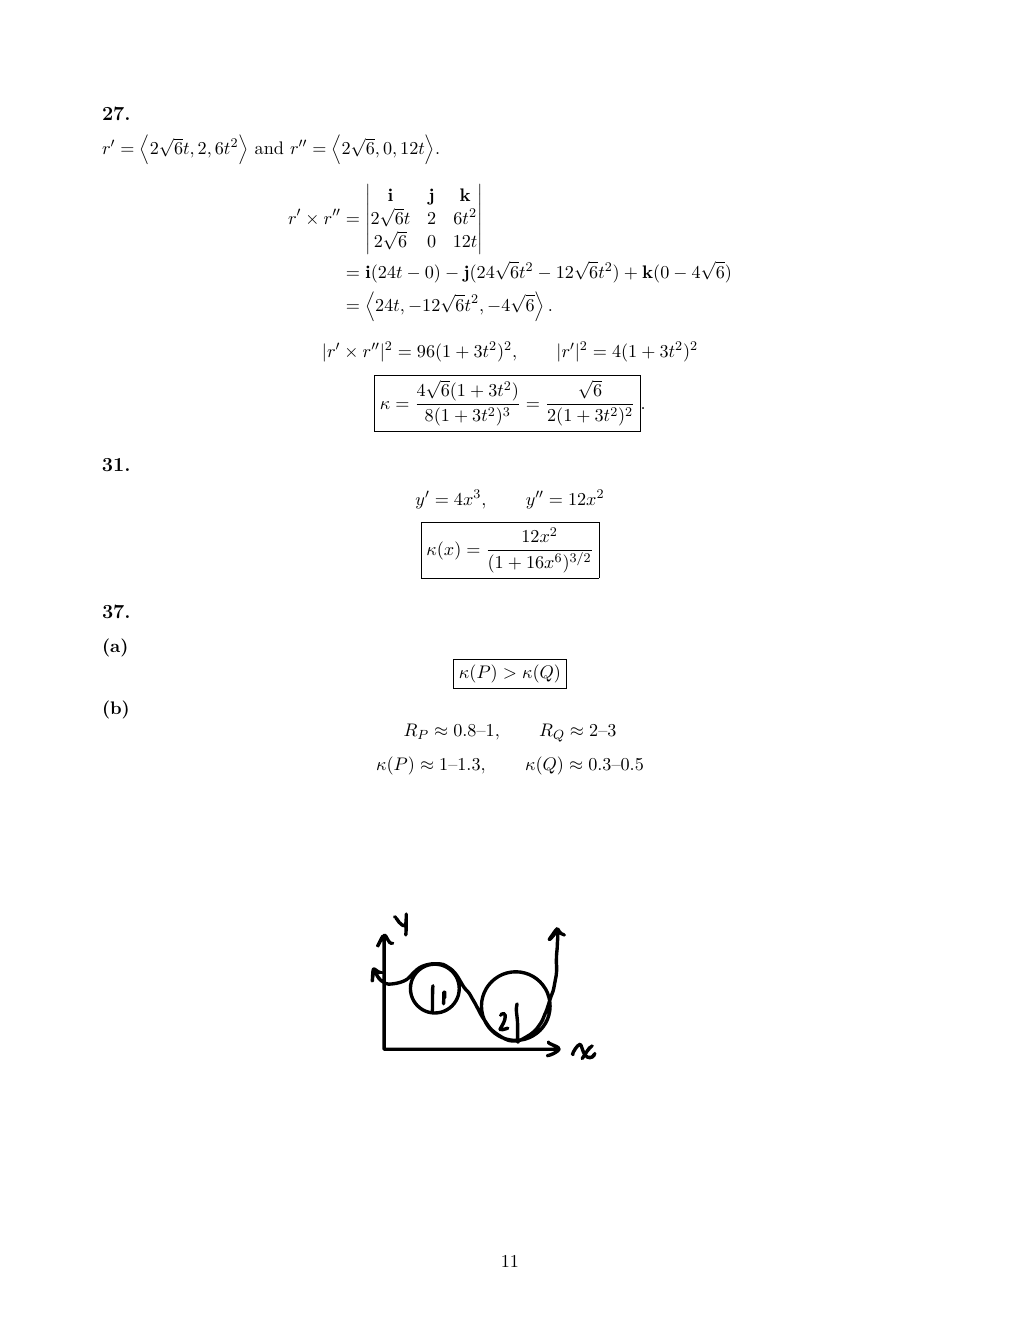 27.
r′ = ⟨2√6t, 2, 6t²⟩ and r″ = ⟨2√6, 0, 12t⟩.
r′ × r″ = | i j k |
| 2√6t 2 6t² |
| 2√6 0 12t |
= i(24t − 0) − j(24√6t² − 12√6t²) + k(0 − 4√6)
= ⟨24t, −12√6t², −4√6⟩.
|r′ × r″|² = 96(1 + 3t²)², |r′|² = 4(1 + 3t²)²
κ = 4√6(1 + 3t²) / 8(1 + 3t²)³ = √6 / 2(1 + 3t²)².
31.
y′ = 4x³, y″ = 12x²
κ(x) = 12x² / (1 + 16x⁶)^{3/2}
37.
(a)
κ(P) > κ(Q)
(b)
R_P ≈ 0.8–1, R_Q ≈ 2–3
κ(P) ≈ 1–1.3, κ(Q) ≈ 0.3–0.5
y
1
2
x
11